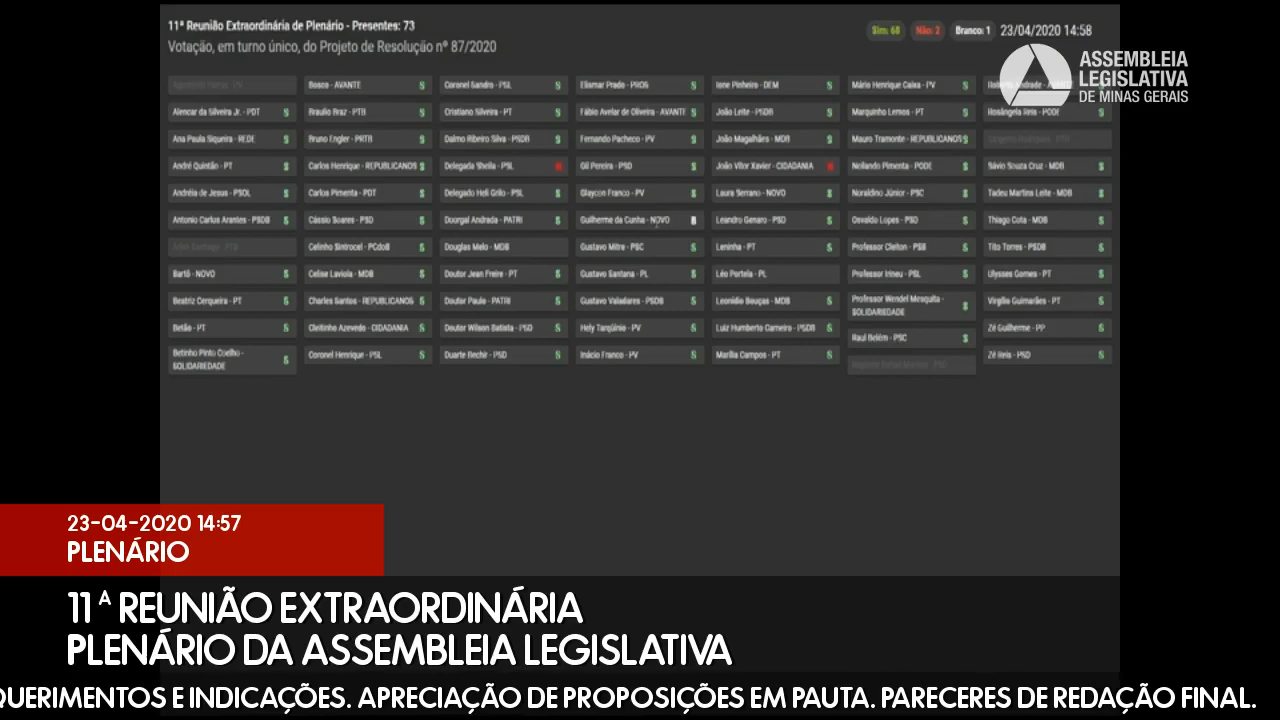 11ª Reunião Extraordinária de Plenário - Presentes: 73
Votação, em turno único, do Projeto de Resolução nº 87/2020
Sim: 68 Não: 2 Branco: 1 23/04/2020 14:58
ASSEMBLEIA
LEGISLATIVA
DE MINAS GERAIS
Alencar da Silveira Jr. - PDT S
Ana Paula Siqueira - REDE S
André Quintão - PT S
Andréia de Jesus - PSOL S
Antonio Carlos Arantes - PSDB S
Bartô - NOVO S
Beatriz Cerqueira - PT S
Betão - PT S
Betinho Pinto Coelho -
SOLIDARIEDADE S
Bosco - AVANTE S
Braulio Braz - PTB S
Bruno Engler - PRTB S
Carlos Henrique - REPUBLICANOS S
Carlos Pimenta - PDT S
Cássio Soares - PSD S
Celinho Sintrocel - PCdoB S
Celise Laviola - MDB S
Charles Santos - REPUBLICANOS S
Cleitinho Azevedo - CIDADANIA S
Coronel Henrique - PSL S
Coronel Sandro - PSL S
Cristiano Silveira - PT S
Dalmo Ribeiro Silva - PSDB S
Delegada Sheila - PSL
Delegado Heli Grilo - PSL S
Doorgal Andrada - PATRI S
Douglas Melo - MDB
Doutor Jean Freire - PT S
Doutor Paulo - PATRI S
Doutor Wilson Batista - PSD S
Duarte Bechir - PSD S
Elismar Prado - PROS S
Fábio Avelar de Oliveira - AVANTE S
Fernando Pacheco - PV S
Gil Pereira - PSD S
Glaycon Franco - PV S
Guilherme da Cunha - NOVO B
Gustavo Mitre - PSC S
Gustavo Santana - PL S
Gustavo Valadares - PSDB S
Hely Tarqüínio - PV S
Inácio Franco - PV S
Ione Pinheiro - DEM S
João Leite - PSDB S
João Magalhães - MDB S
João Vítor Xavier - CIDADANIA
Laura Serrano - NOVO S
Leandro Genaro - PSD S
Leninha - PT S
Léo Portela - PL
Leonídio Bouças - MDB S
Luiz Humberto Carneiro - PSDB S
Marília Campos - PT S
Mário Henrique Caixa - PV S
Marquinho Lemos - PT S
Mauro Tramonte - REPUBLICANOS S
Neilando Pimenta - PODE S
Noraldino Júnior - PSC S
Osvaldo Lopes - PSD S
Professor Cleiton - PSB S
Professor Irineu - PSL S
Professor Wendel Mesquita -
SOLIDARIEDADE S
Raul Belém - PSC S
Rosângela Reis - PODE S
Sávio Souza Cruz - MDB S
Tadeu Martins Leite - MDB S
Thiago Cota - MDB S
Tito Torres - PSDB S
Ulysses Gomes - PT S
Virgílio Guimarães - PT S
Zé Guilherme - PP S
Zé Reis - PSD S
23-04-2020 14:57
PLENÁRIO
11ª REUNIÃO EXTRAORDINÁRIA
PLENÁRIO DA ASSEMBLEIA LEGISLATIVA
QUERIMENTOS E INDICAÇÕES. APRECIAÇÃO DE PROPOSIÇÕES EM PAUTA. PARECERES DE REDAÇÃO FINAL.